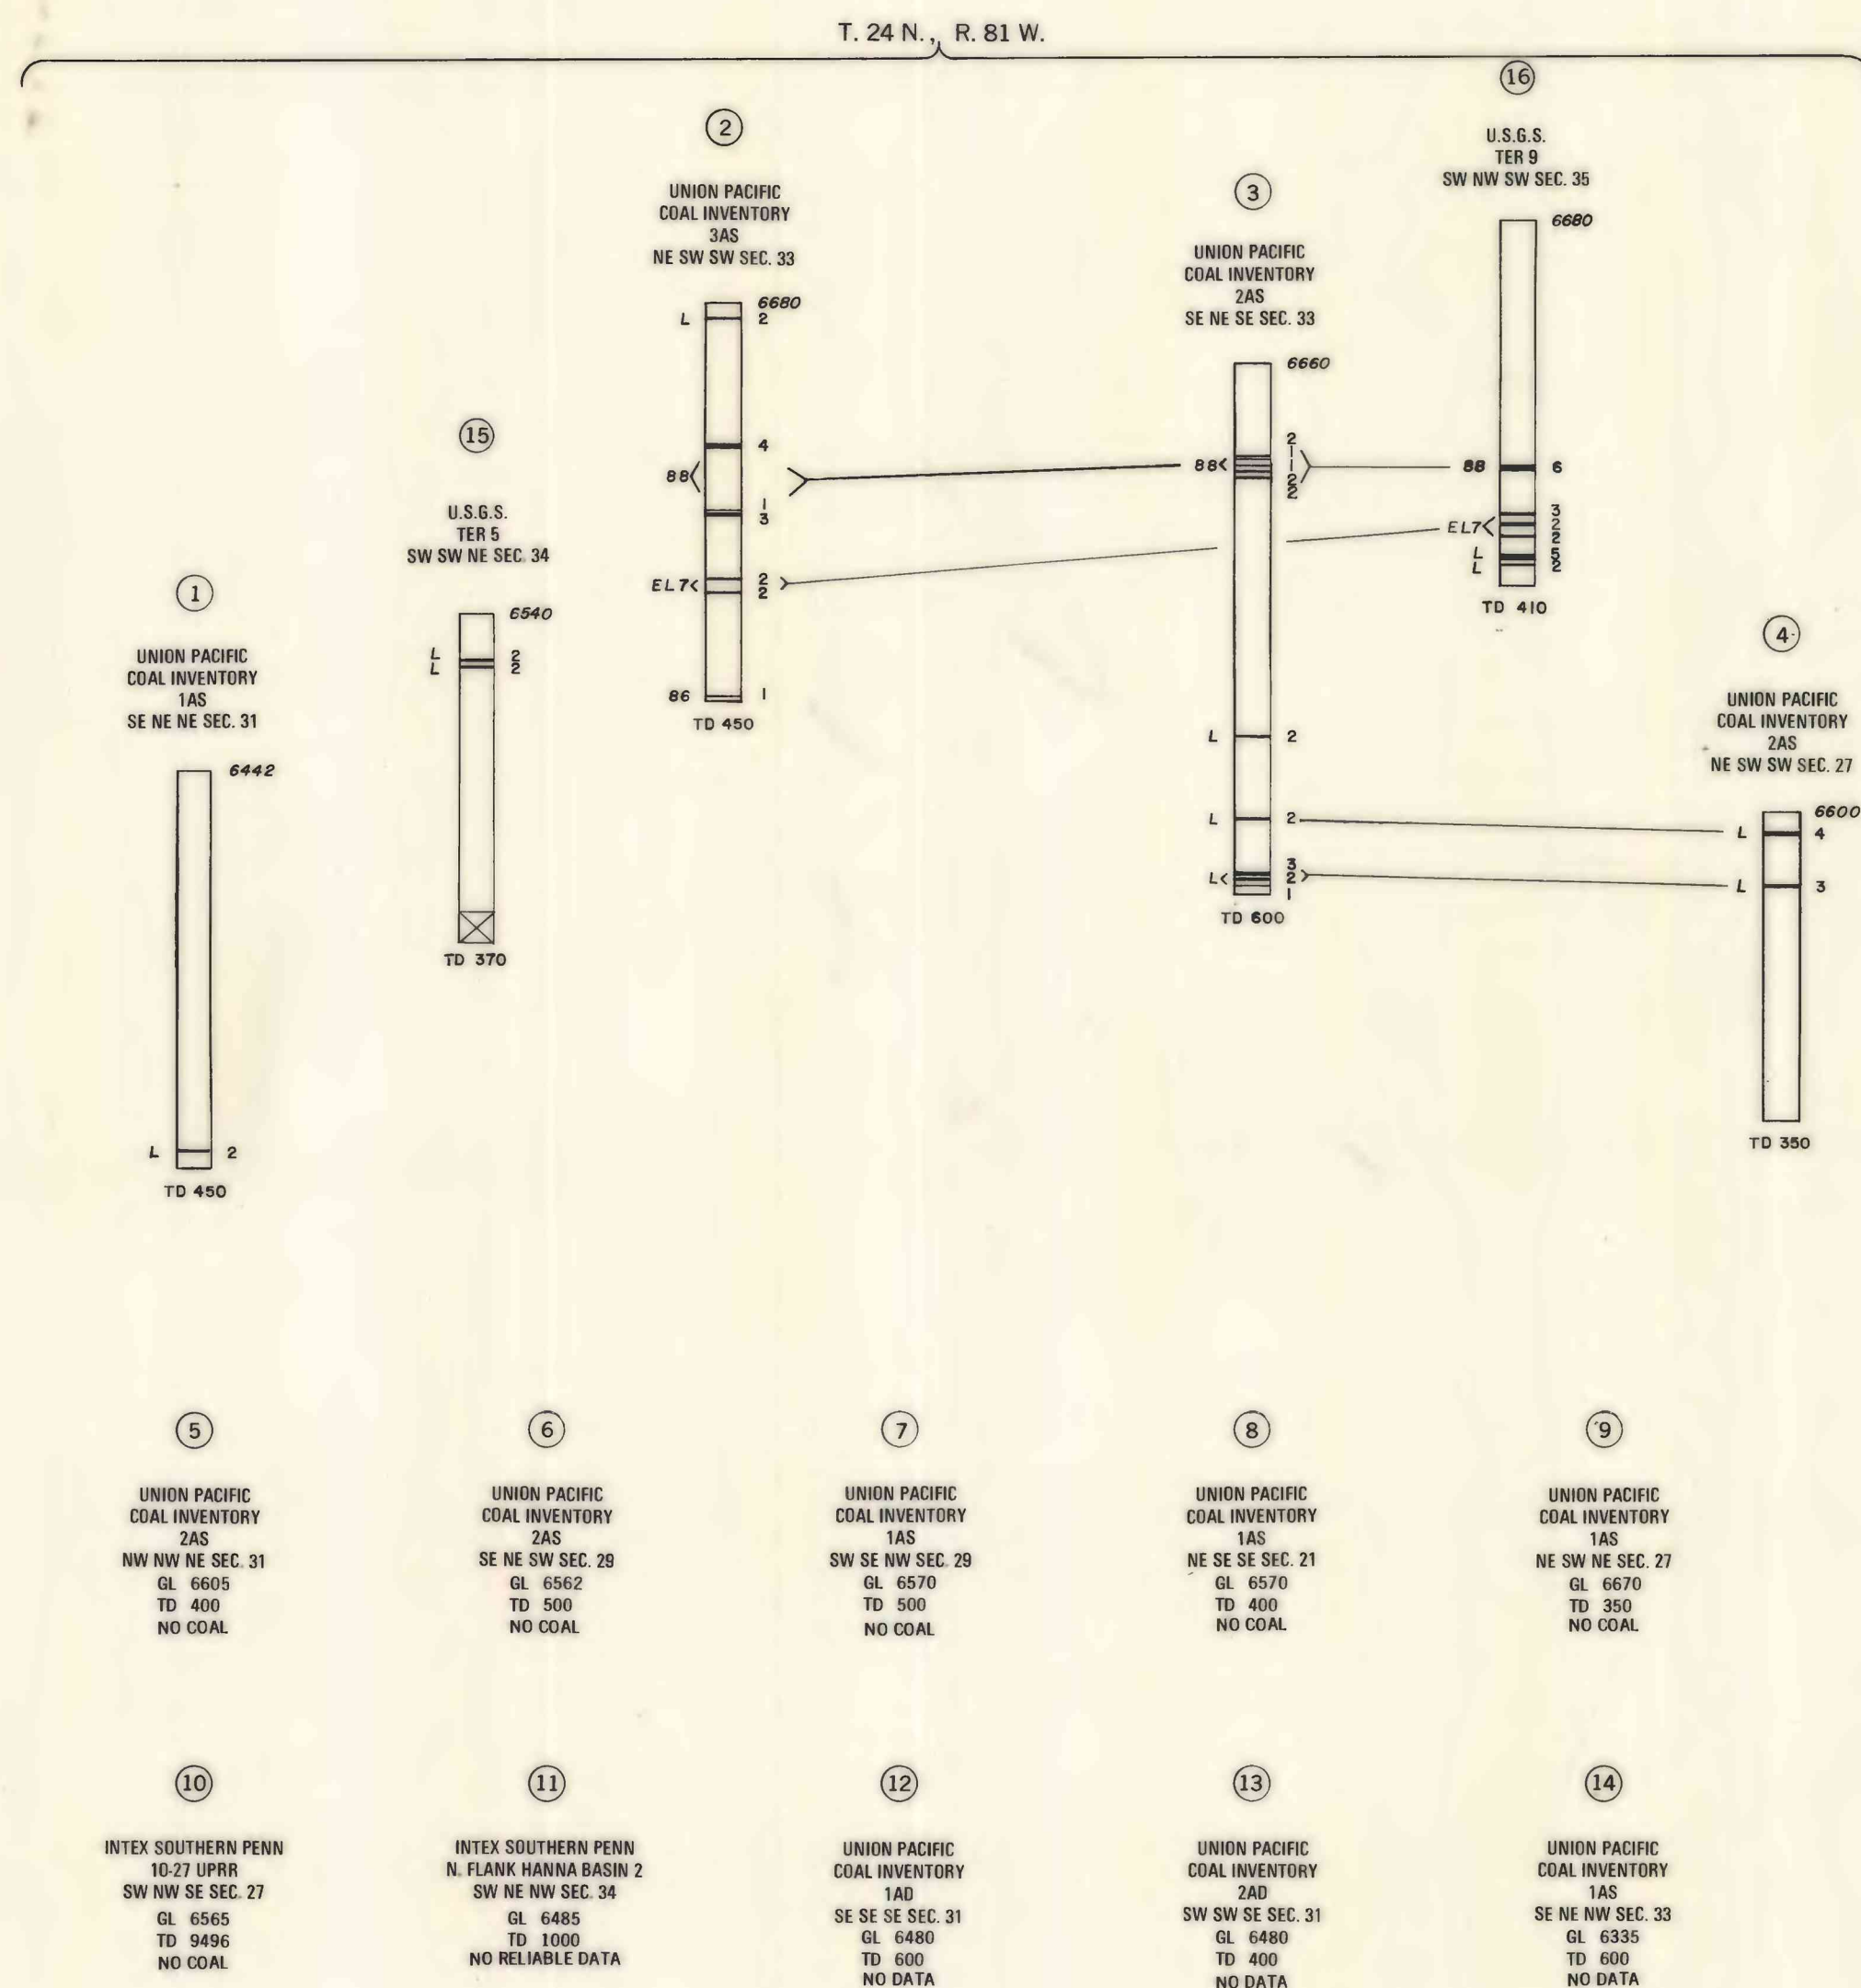 T. 24 N., R. 81 W.
16
U.S.G.S.
TER 9
SW NW SW SEC. 35
6680
88 6
3
EL7 2
2
L 5
L 2
TD 410
2
UNION PACIFIC
COAL INVENTORY
3AS
NE SW SW SEC. 33
6680
L 2
4
88
1
3
EL7 2
2
86 1
TD 450
3
UNION PACIFIC
COAL INVENTORY
2AS
SE NE SE SEC. 33
6660
2
1
88 1
2
2
L 2
L 2
3
L 2
1
TD 600
15
U.S.G.S.
TER 5
SW SW NE SEC. 34
6540
L 2
L 2
TD 370
1
UNION PACIFIC
COAL INVENTORY
1AS
SE NE NE SEC. 31
6442
L 2
TD 450
4
UNION PACIFIC
COAL INVENTORY
2AS
NE SW SW SEC. 27
6600
L 4
L 3
TD 350
5
UNION PACIFIC
COAL INVENTORY
2AS
NW NW NE SEC. 31
GL 6605
TD 400
NO COAL
6
UNION PACIFIC
COAL INVENTORY
2AS
SE NE SW SEC. 29
GL 6562
TD 500
NO COAL
7
UNION PACIFIC
COAL INVENTORY
1AS
SW SE NW SEC. 29
GL 6570
TD 500
NO COAL
8
UNION PACIFIC
COAL INVENTORY
1AS
NE SE SE SEC. 21
GL 6570
TD 400
NO COAL
9
UNION PACIFIC
COAL INVENTORY
1AS
NE SW NE SEC. 27
GL 6670
TD 350
NO COAL
10
INTEX SOUTHERN PENN
10-27 UPRR
SW NW SE SEC. 27
GL 6565
TD 9496
NO COAL
11
INTEX SOUTHERN PENN
N. FLANK HANNA BASIN 2
SW NE NW SEC. 34
GL 6485
TD 1000
NO RELIABLE DATA
12
UNION PACIFIC
COAL INVENTORY
1AD
SE SE SE SEC. 31
GL 6480
TD 600
NO DATA
13
UNION PACIFIC
COAL INVENTORY
2AD
SW SW SE SEC. 31
GL 6480
TD 400
NO DATA
14
UNION PACIFIC
COAL INVENTORY
1AS
SE NE NW SEC. 33
GL 6335
TD 600
NO DATA